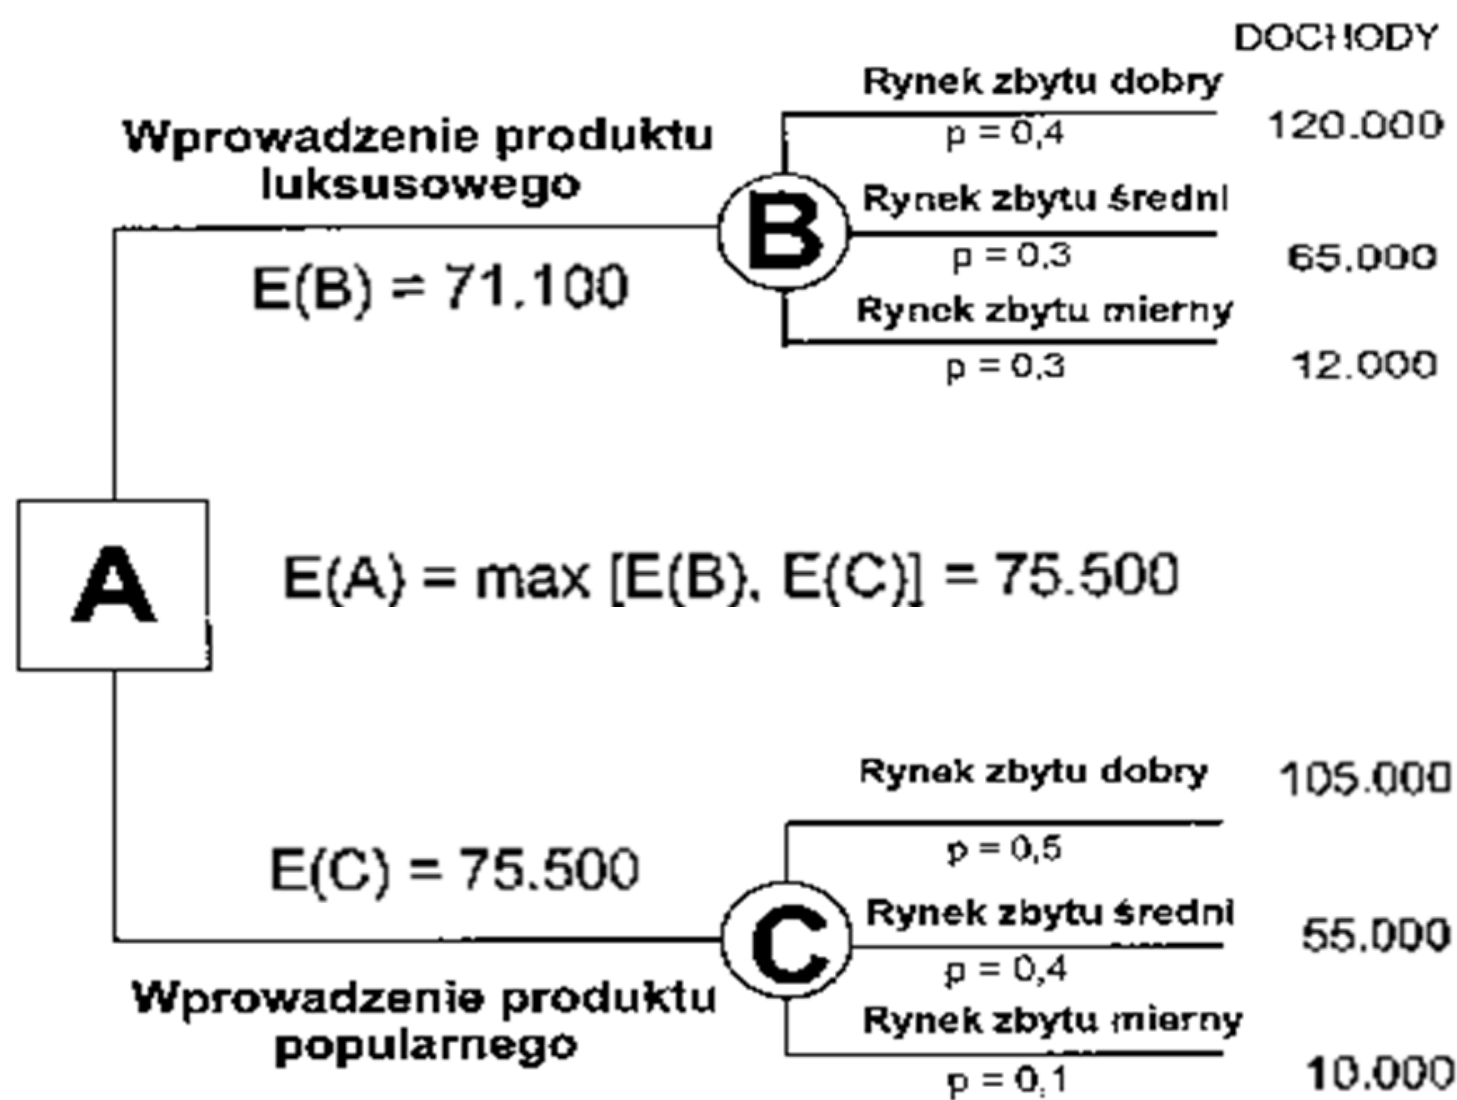 DOCHODY
Rynek zbytu dobry
p = 0,4
120.000
Wprowadzenie produktu
luksusowego
B
Rynek zbytu średni
p = 0,3
65.000
E(B) = 71.100
Rynek zbytu mierny
p = 0,3
12.000
A
E(A) = max [E(B), E(C)] = 75.500
Rynek zbytu dobry
105.000
p = 0,5
E(C) = 75.500
C
Rynek zbytu średni
p = 0,4
55.000
Wprowadzenie produktu
popularnego
Rynek zbytu mierny
p = 0,1
10.000